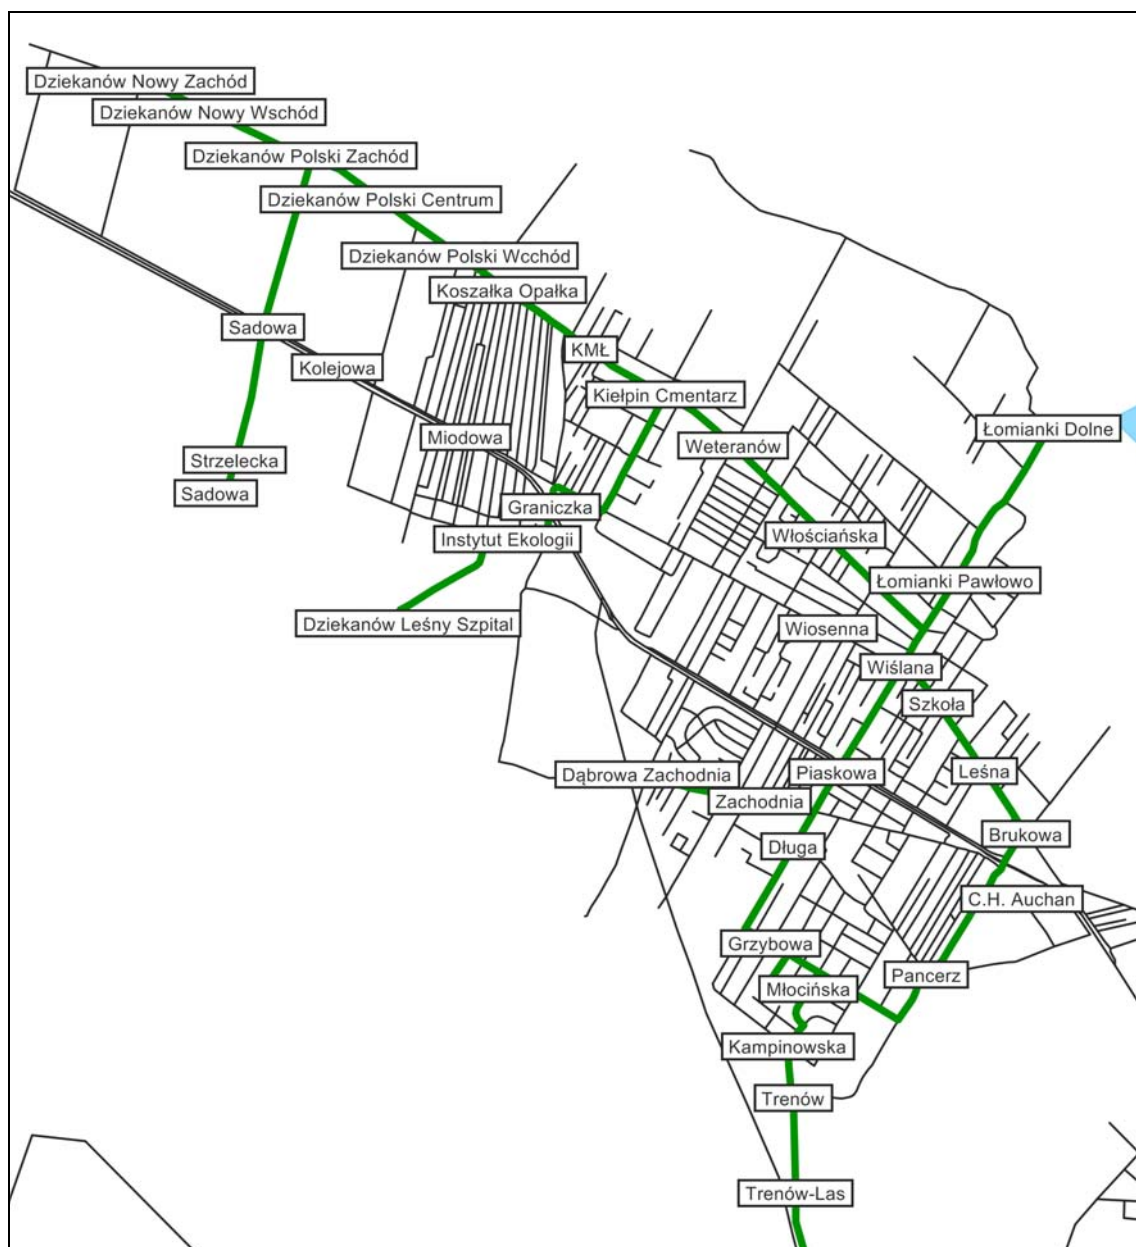 Dziekanów Nowy Zachód
Dziekanów Nowy Wschód
Dziekanów Polski Zachód
Dziekanów Polski Centrum
Dziekanów Polski Wcchód
Koszałka Opałka
Sadowa
KMŁ
Kolejowa
Kiełpin Cmentarz
Łomianki Dolne
Miodowa
Weteranów
Strzelecka
Sadowa
Graniczka
Włościańska
Instytut Ekologii
Łomianki Pawłowo
Dziekanów Leśny Szpital
Wiosenna
Wiślana
Szkoła
Dąbrowa Zachodnia
Piaskowa
Leśna
Zachodnia
Brukowa
Długa
C.H. Auchan
Grzybowa
Pancerz
Młocińska
Kampinowska
Trenów
Trenów-Las